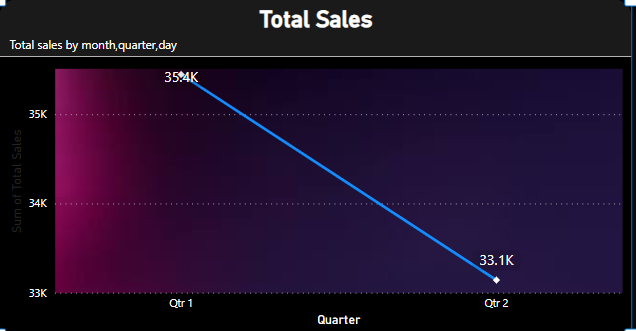 Total Sales
Total sales by month,quarter,day
35.4K
35K
Sum of Total Sales
34K
33.1K
33K
Qtr 1
Qtr 2
Quarter